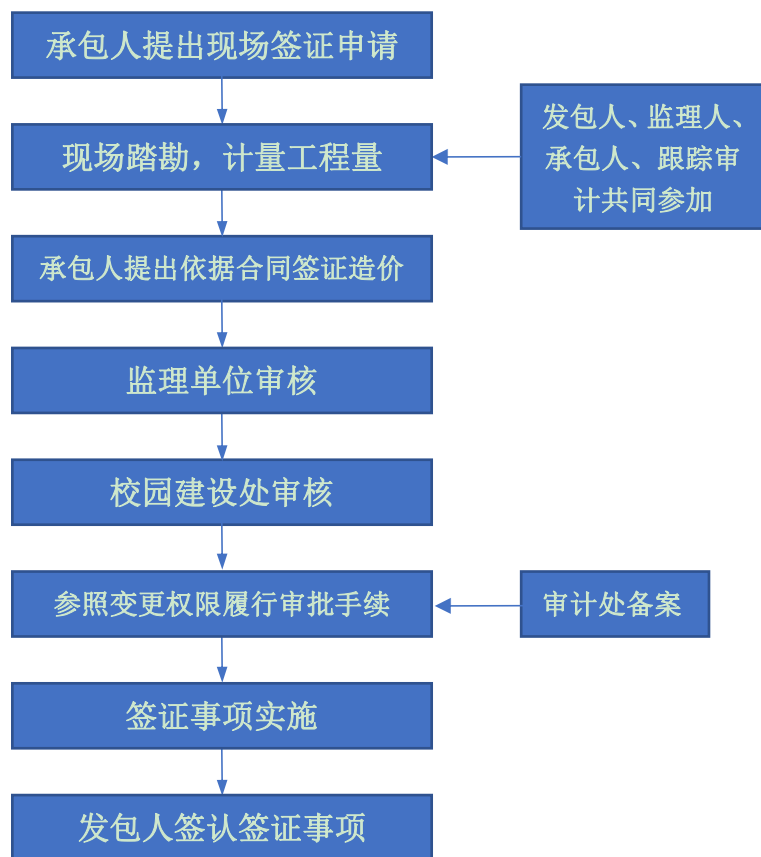 承包人提出现场签证申请
现场踏勘，计量工程量
发包人、监理人、
承包人、跟踪审
计共同参加
承包人提出依据合同签证造价
监理单位审核
校园建设处审核
参照变更权限履行审批手续
审计处备案
签证事项实施
发包人签认签证事项